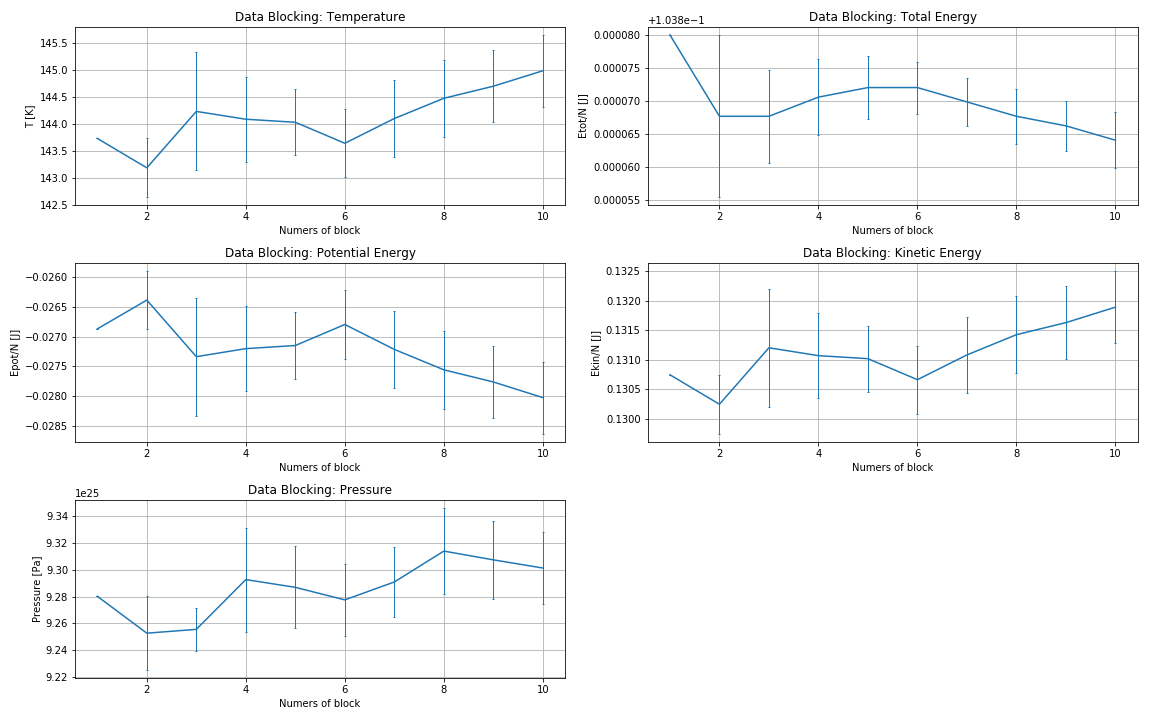 Data Blocking: Temperature
T [K]
145.5
145.0
144.5
144.0
143.5
143.0
142.5
2 4 6 8 10
Numers of block
Data Blocking: Total Energy
+1.038e−1
Etot/N [J]
0.000080
0.000075
0.000070
0.000065
0.000060
0.000055
2 4 6 8 10
Numers of block
Data Blocking: Potential Energy
Epot/N [J]
−0.0260
−0.0265
−0.0270
−0.0275
−0.0280
−0.0285
2 4 6 8 10
Numers of block
Data Blocking: Kinetic Energy
Ekin/N [J]
0.1325
0.1320
0.1315
0.1310
0.1305
0.1300
2 4 6 8 10
Numers of block
Data Blocking: Pressure
1e25
Pressure [Pa]
9.34
9.32
9.30
9.28
9.26
9.24
9.22
2 4 6 8 10
Numers of block